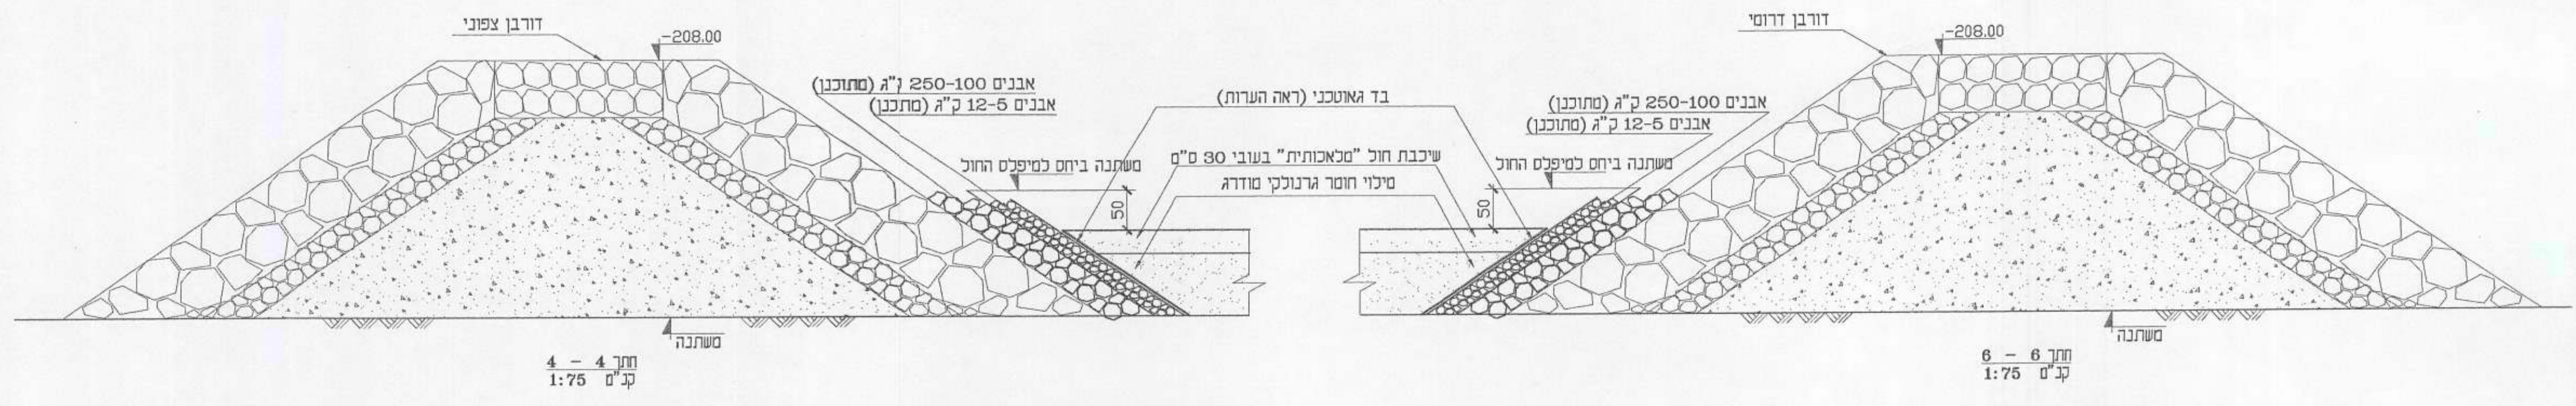 דורבן צפוני
-208.00
אבנים 250-100 ק"ג (מתוכנן)
אבנים 12-5 ק"ג (מתכנן)
משתנה ביחס למיפלס החול
50
משתנה
חתך 4 - 4
קנ"מ 1:75
בד גאוטכני (ראה הערות)
שיכבת חול "מלאכותית" בעובי 30 ס"מ
מילוי חומר גרנולקי מודרג
דורבן דרומי
-208.00
אבנים 250-100 ק"ג (מתוכנן)
אבנים 12-5 ק"ג (מתוכנן)
משתנה ביחס למיפלס החול
50
משתנה
חתך 6 - 6
קנ"מ 1:75